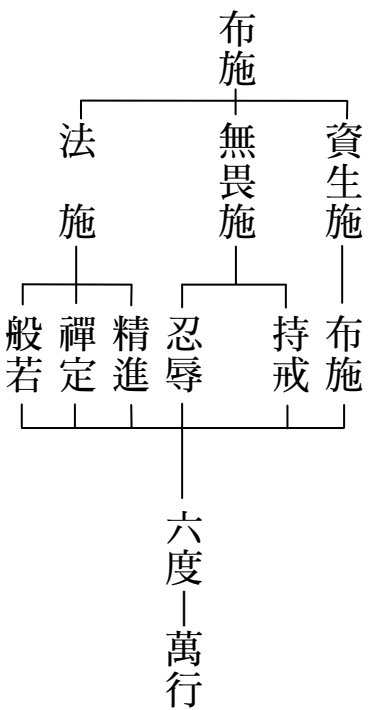 布施
資生施
無畏施
法施
布施
持戒
忍辱
精進
禪定
般若
六度
萬行